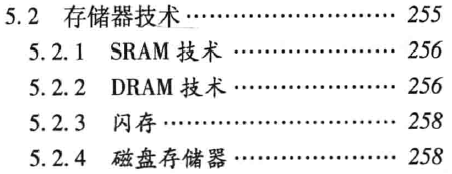 5.2 存储器技术…………………………… 255
5.2.1 SRAM 技术…………………… 256
5.2.2 DRAM 技术…………………… 256
5.2.3 闪存…………………………… 258
5.2.4 磁盘存储器…………………… 258